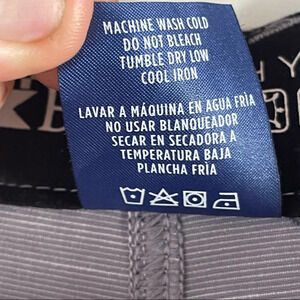 MACHINE WASH COLD
DO NOT BLEACH
TUMBLE DRY LOW
COOL IRON
LAVAR A MÁQUINA EN AGUA FRÍA
NO USAR BLANQUEADOR
SECAR EN SECADORA A
TEMPERATURA BAJA
PLANCHA FRÍA